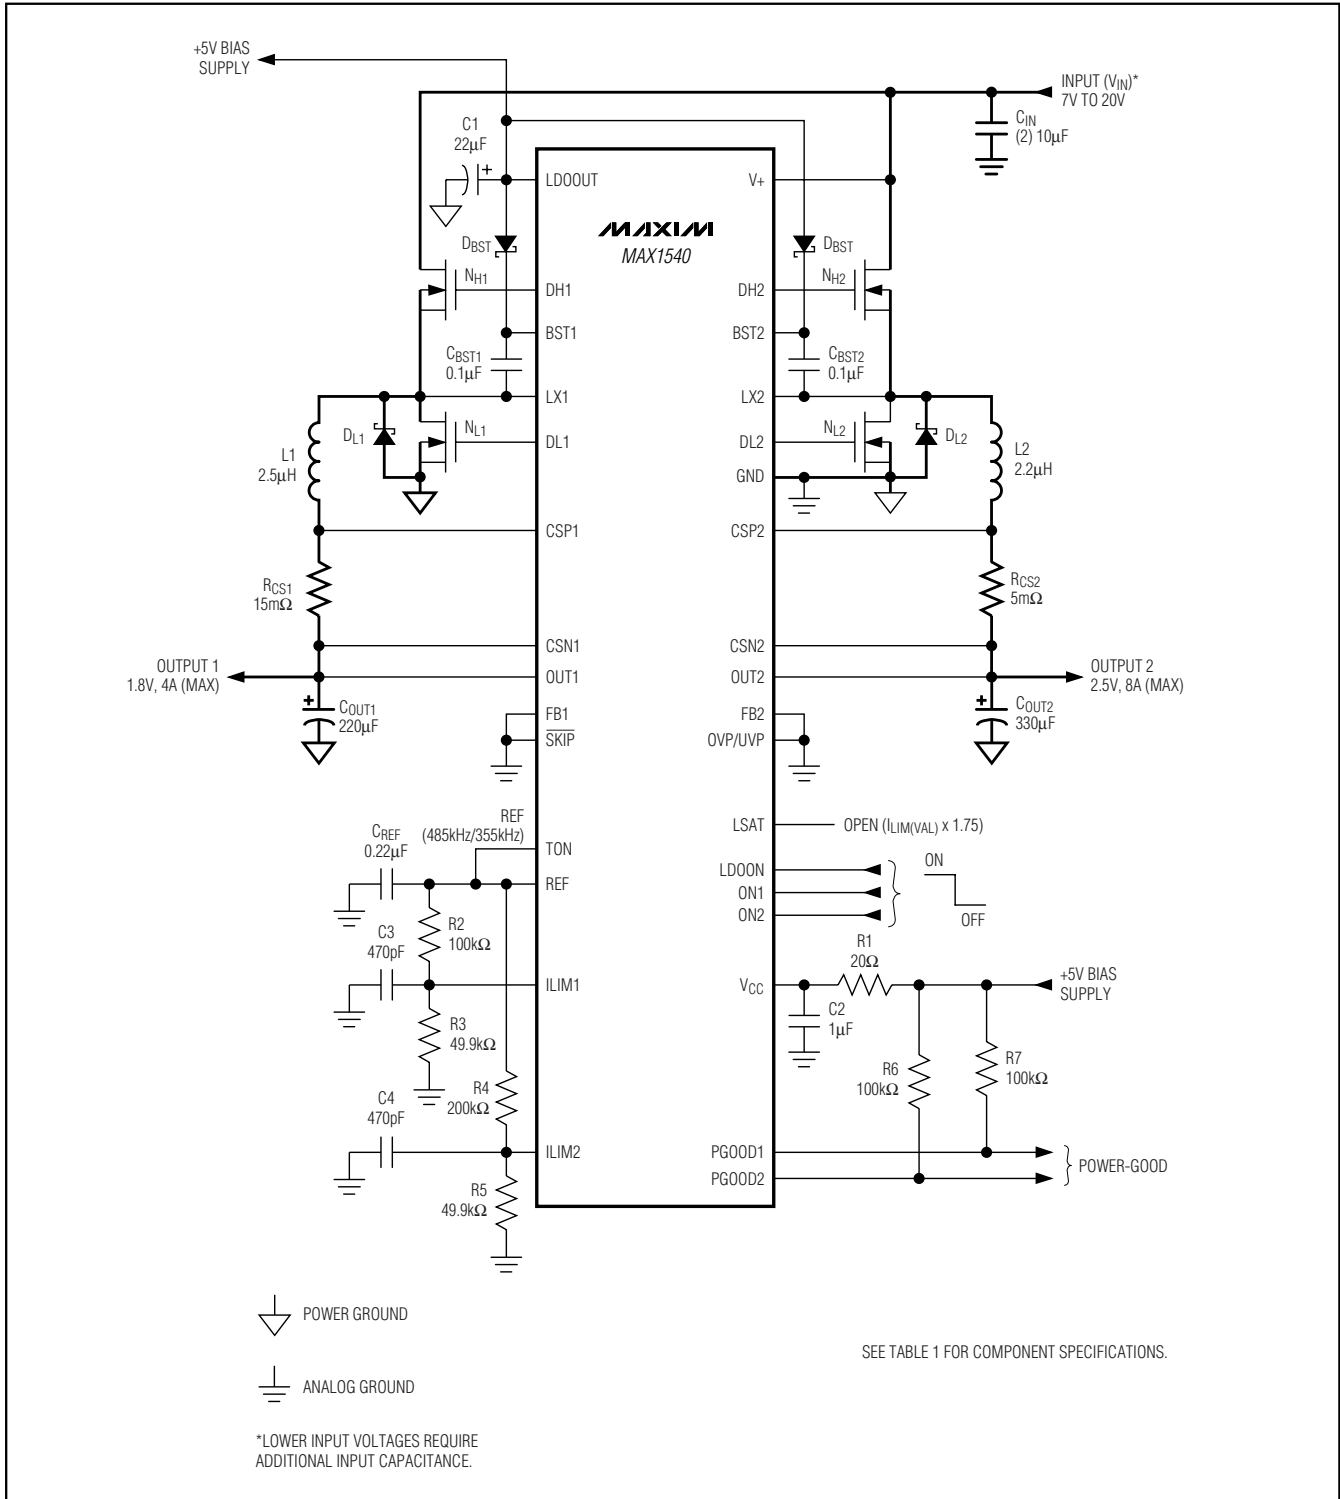 +5V BIAS
SUPPLY
INPUT (VIN)*
7V TO 20V
CIN
(2) 10µF
C1
22µF
+
LDOOUT
V+
MAXIM
MAX1540
DBST
DBST
NH1
NH2
DH1
DH2
BST1
BST2
CBST1
0.1µF
CBST2
0.1µF
LX1
LX2
DL1
NL1
DL1
DL2
NL2
DL2
L1
2.5µH
L2
2.2µH
GND
CSP1
CSP2
RCS1
15mΩ
RCS2
5mΩ
CSN1
CSN2
OUTPUT 1
1.8V, 4A (MAX)
OUT1
OUT2
OUTPUT 2
2.5V, 8A (MAX)
+
COUT1
220µF
+
COUT2
330µF
FB1
SKIP
FB2
OVP/UVP
REF
(485kHz/355kHz)
TON
LSAT
OPEN (ILIM(VAL) x 1.75)
CREF
0.22µF
REF
LDOON
ON1
ON2
ON
OFF
R2
100kΩ
C3
470pF
ILIM1
R3
49.9kΩ
R1
20Ω
VCC
+5V BIAS
SUPPLY
C2
1µF
R6
100kΩ
R7
100kΩ
R4
200kΩ
C4
470pF
ILIM2
R5
49.9kΩ
PGOOD1
PGOOD2
POWER-GOOD
POWER GROUND
ANALOG GROUND
SEE TABLE 1 FOR COMPONENT SPECIFICATIONS.
*LOWER INPUT VOLTAGES REQUIRE
ADDITIONAL INPUT CAPACITANCE.